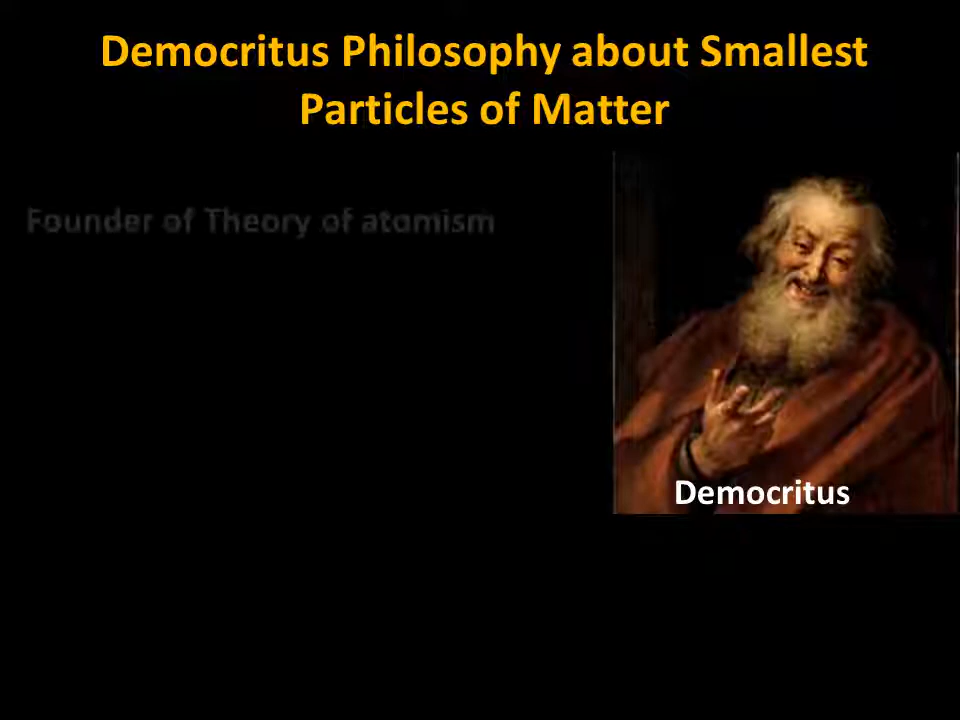 Democritus Philosophy about Smallest
Particles of Matter
Founder of Theory of atomism
Democritus